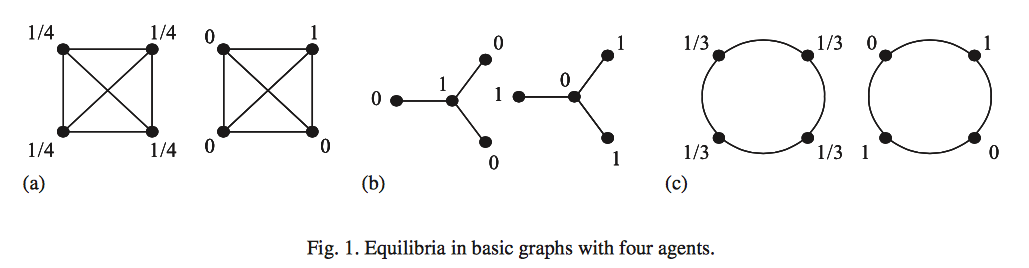 1/4 1/4 0 1 0 1 1/3 1/3 0 1
0 1 1 0
1/4 1/4 0 0 0 1 1/3 1/3 1 0
(a) (b) (c)
Fig. 1. Equilibria in basic graphs with four agents.